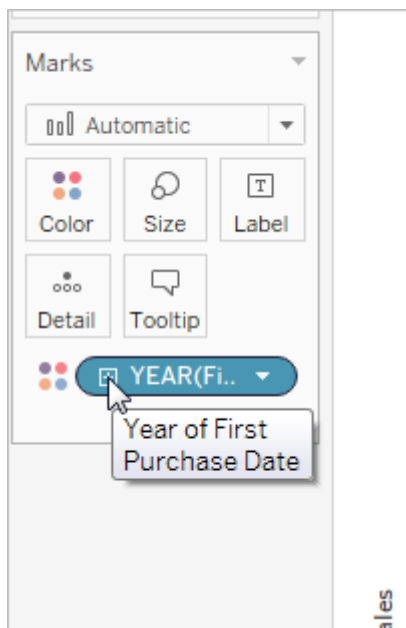 Marks
Automatic
Color Size Label
T
Detail Tooltip
YEAR(Fi..
Year of First
Purchase Date